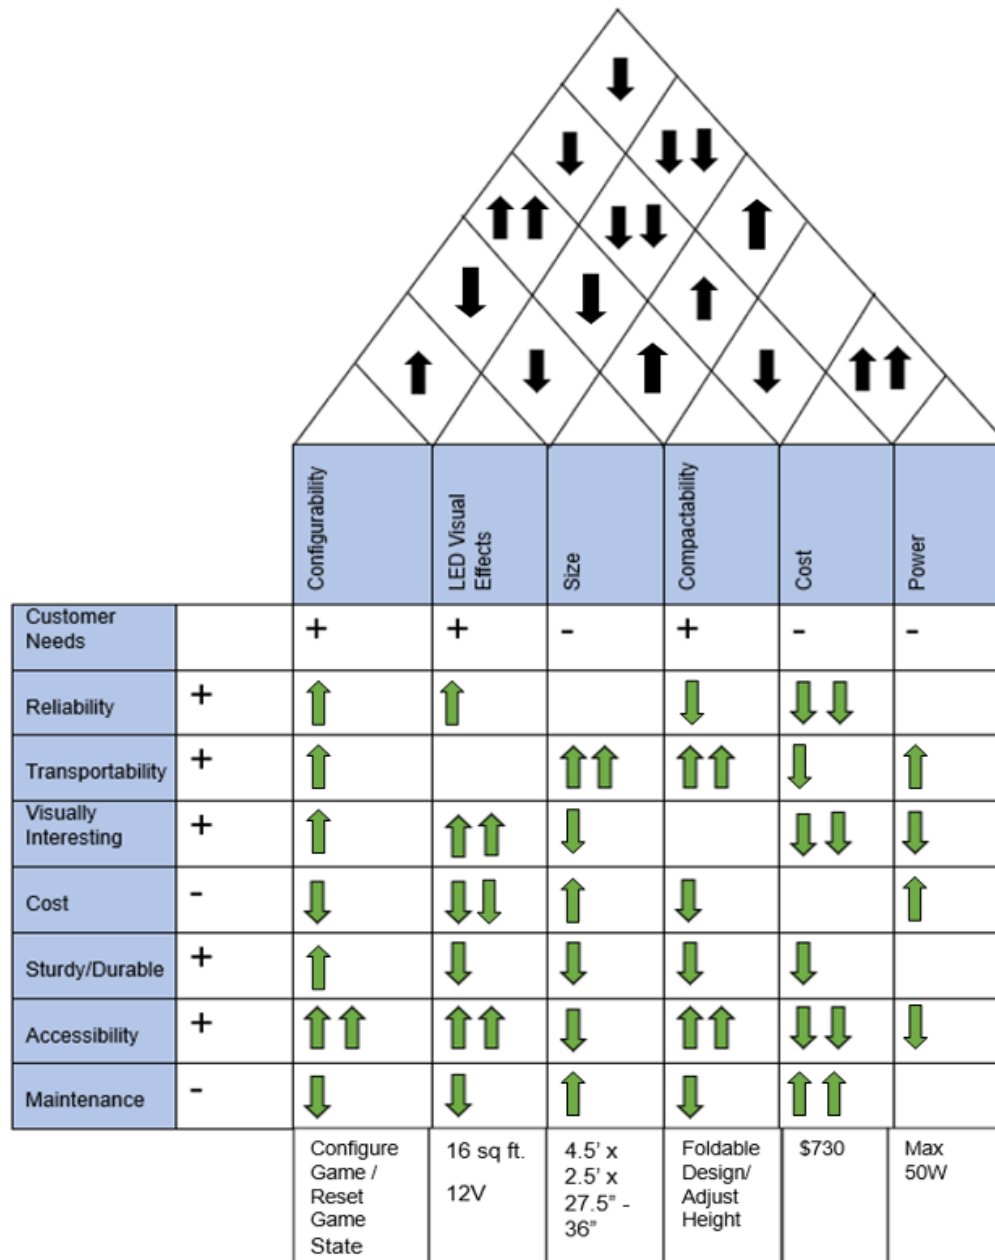 Configurability
LED Visual
Effects
Size
Compactability
Cost
Power
Customer
Needs
+ + - + - -
Reliability +
Transportability +
Visually
Interesting +
Cost -
Sturdy/Durable +
Accessibility +
Maintenance -
Configure
Game /
Reset
Game
State
16 sq ft.
12V
4.5' x
2.5' x
27.5" -
36"
Foldable
Design/
Adjust
Height
$730
Max
50W